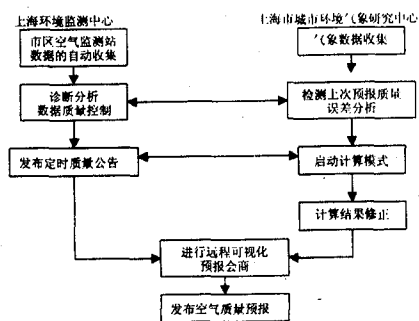 上海环境监测中心
上海市城市环境气象研究中心
市区空气监测站
数据的自动收集
气象数据收集
诊断分析
数据质量控制
检测上次预报质量
误差分析
发布定时质量公告
启动计算模式
计算结果修正
进行远程可视化
预报会商
发布空气质量预报